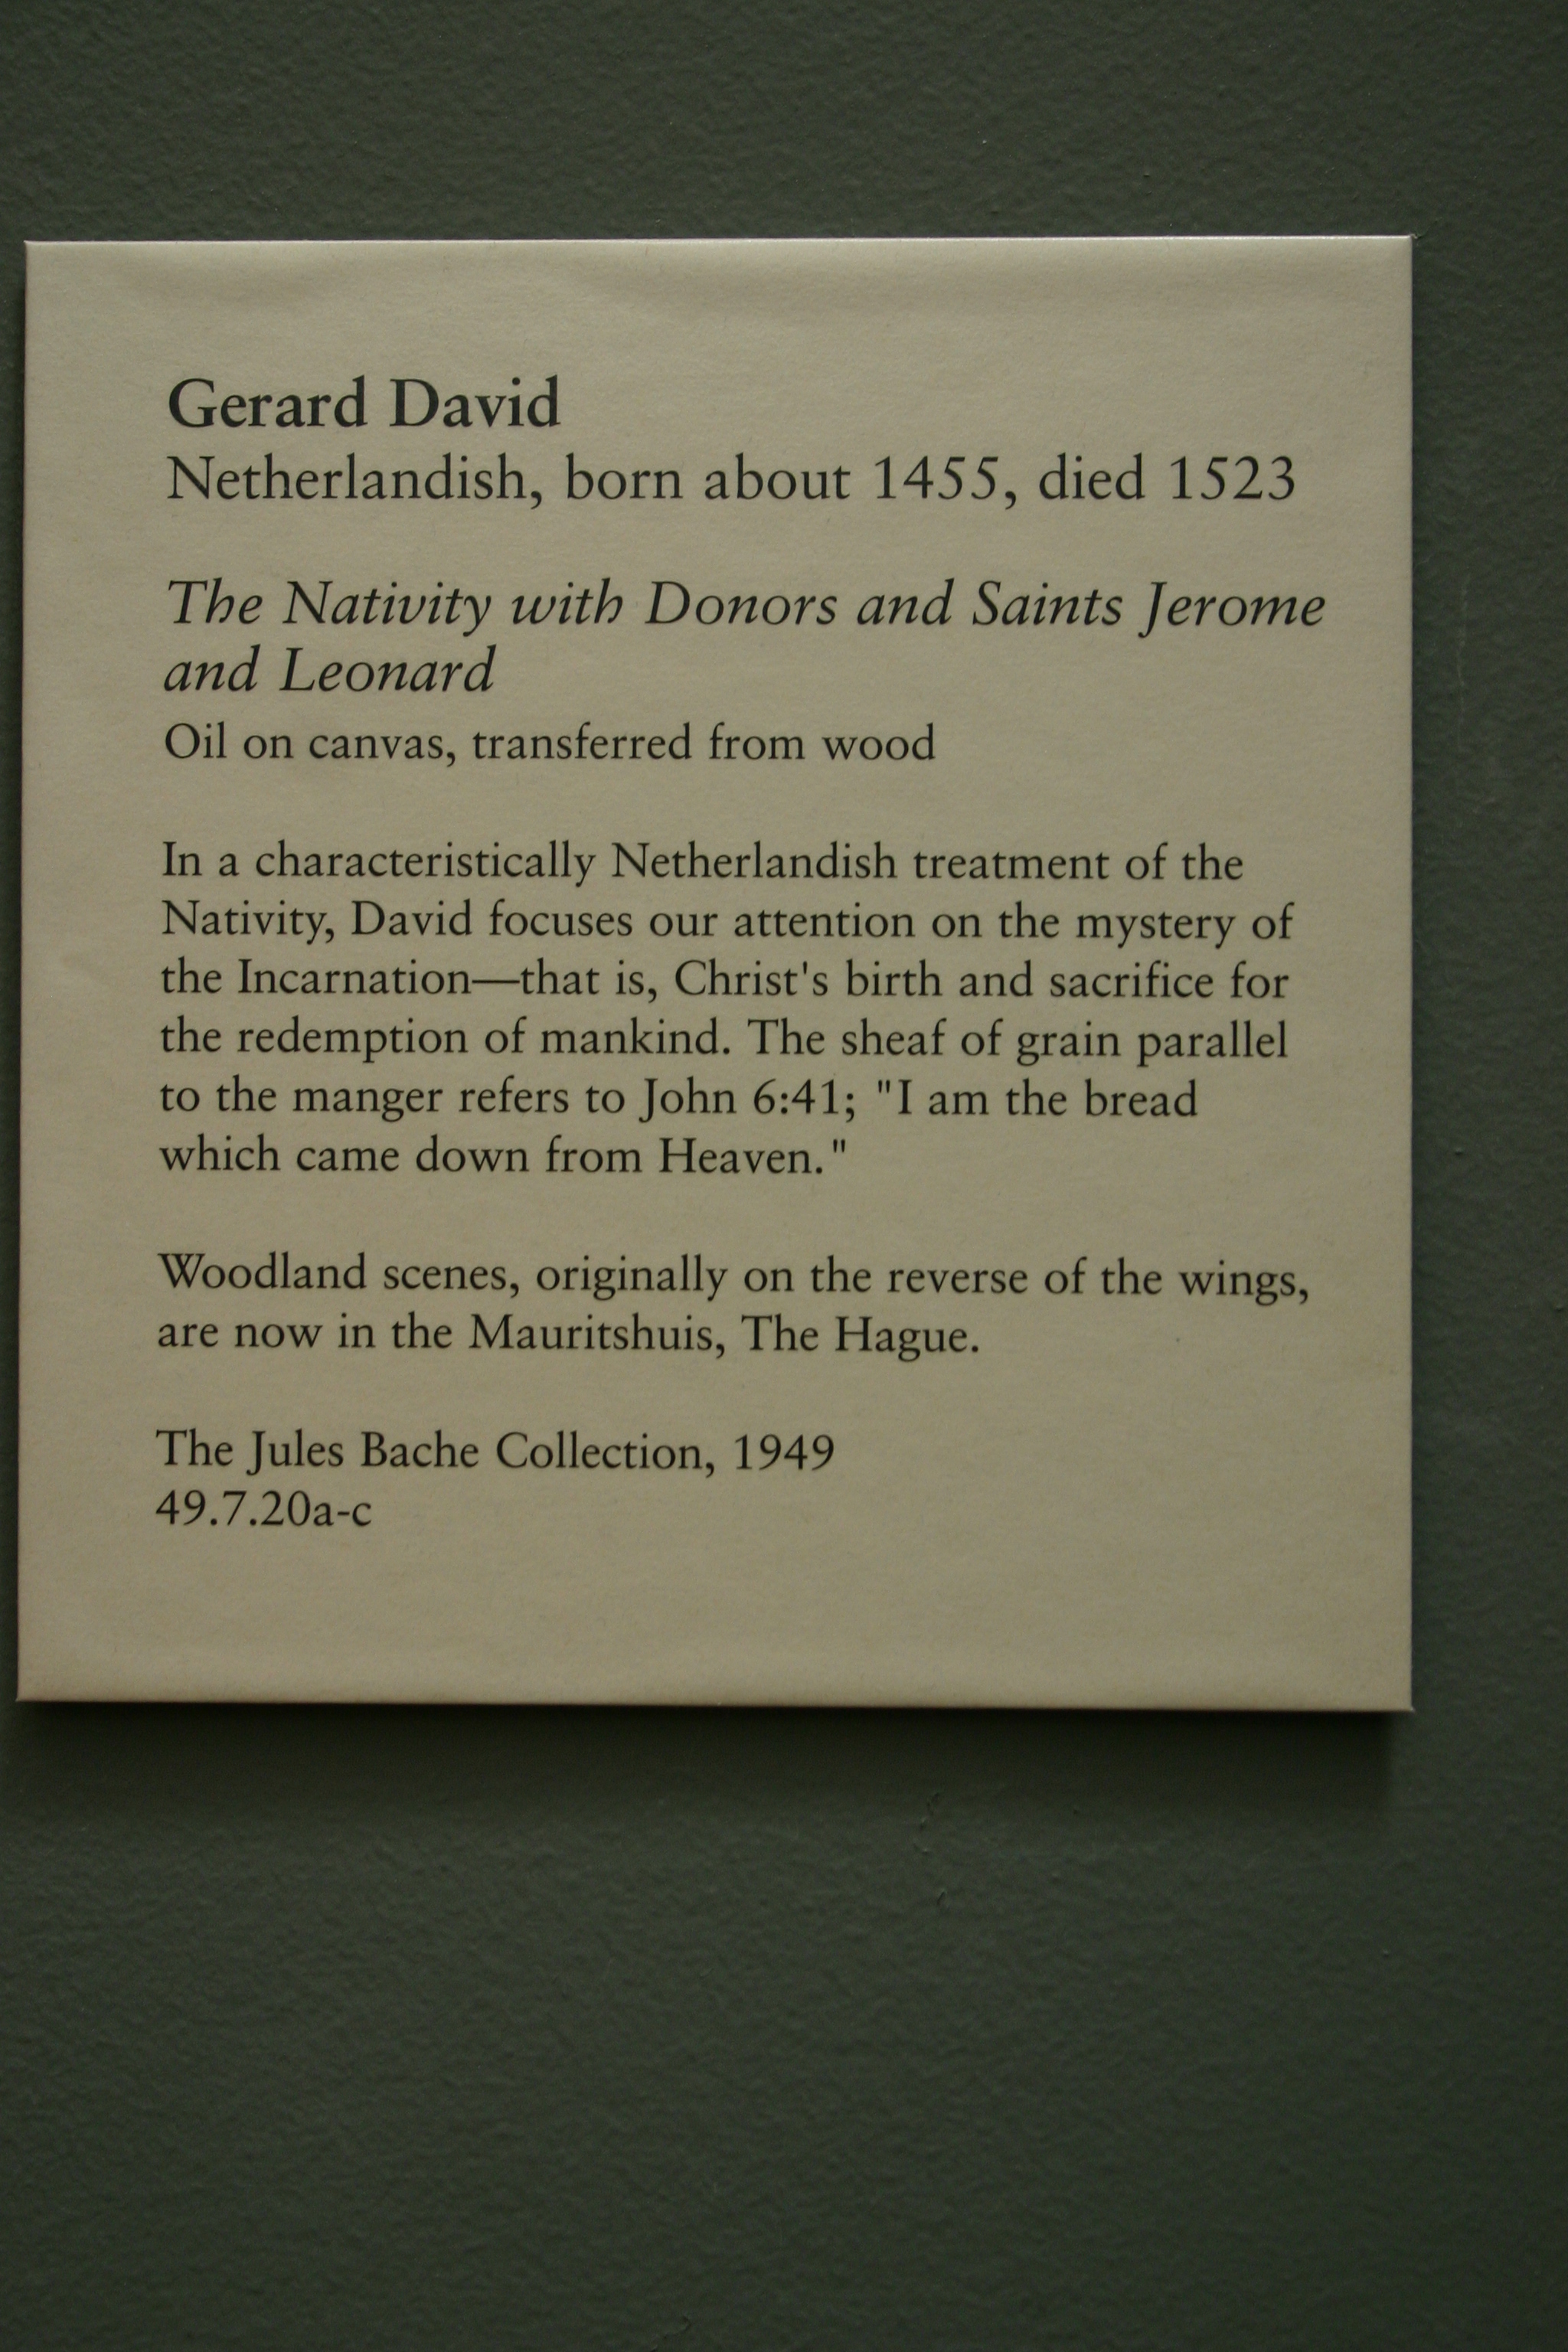 Gerard David
Netherlandish, born about 1455, died 1523
The Nativity with Donors and Saints Jerome
and Leonard
Oil on canvas, transferred from wood
In a characteristically Netherlandish treatment of the
Nativity, David focuses our attention on the mystery of
the Incarnation—that is, Christ's birth and sacrifice for
the redemption of mankind. The sheaf of grain parallel
to the manger refers to John 6:41; "I am the bread
which came down from Heaven."
Woodland scenes, originally on the reverse of the wings,
are now in the Mauritshuis, The Hague.
The Jules Bache Collection, 1949
49.7.20a-c